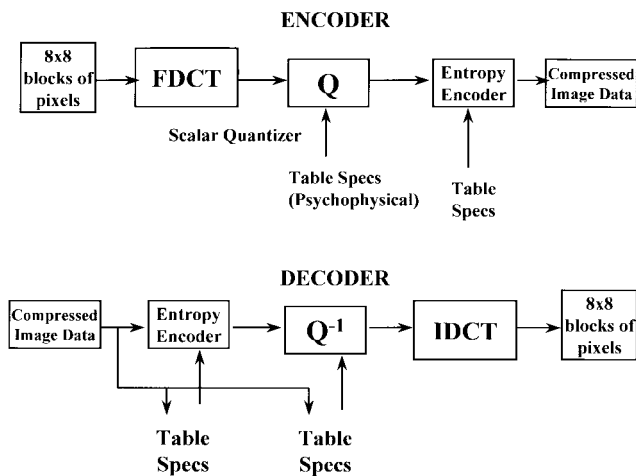 ENCODER
8x8
blocks of
pixels
FDCT
Q
Entropy
Encoder
Compressed
Image Data
Scalar Quantizer
Table Specs
(Psychophysical)
Table
Specs
DECODER
Compressed
Image Data
Entropy
Encoder
Q-1
IDCT
8x8
blocks of
pixels
Table
Specs
Table
Specs